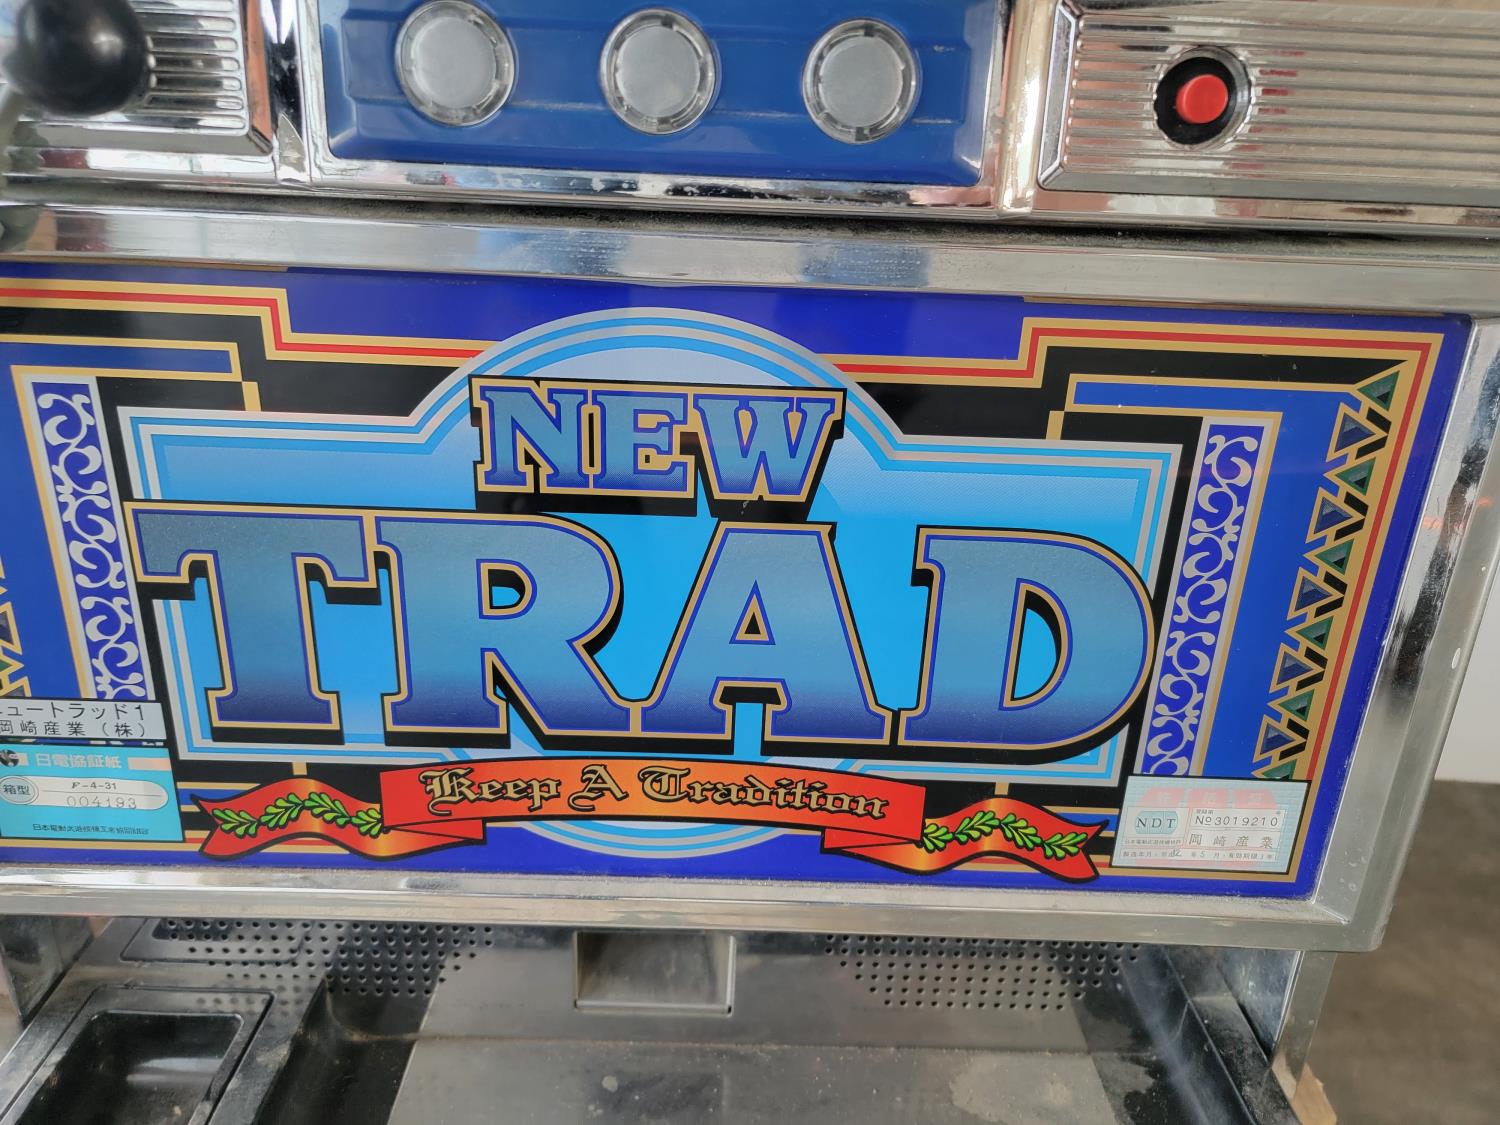 NEW
TRAD
Keep A Tradition
ニュートラッド1
岡崎産業(株)
日電協証紙
箱型
F-4-31
004193
NDT
No3019210
岡崎産業